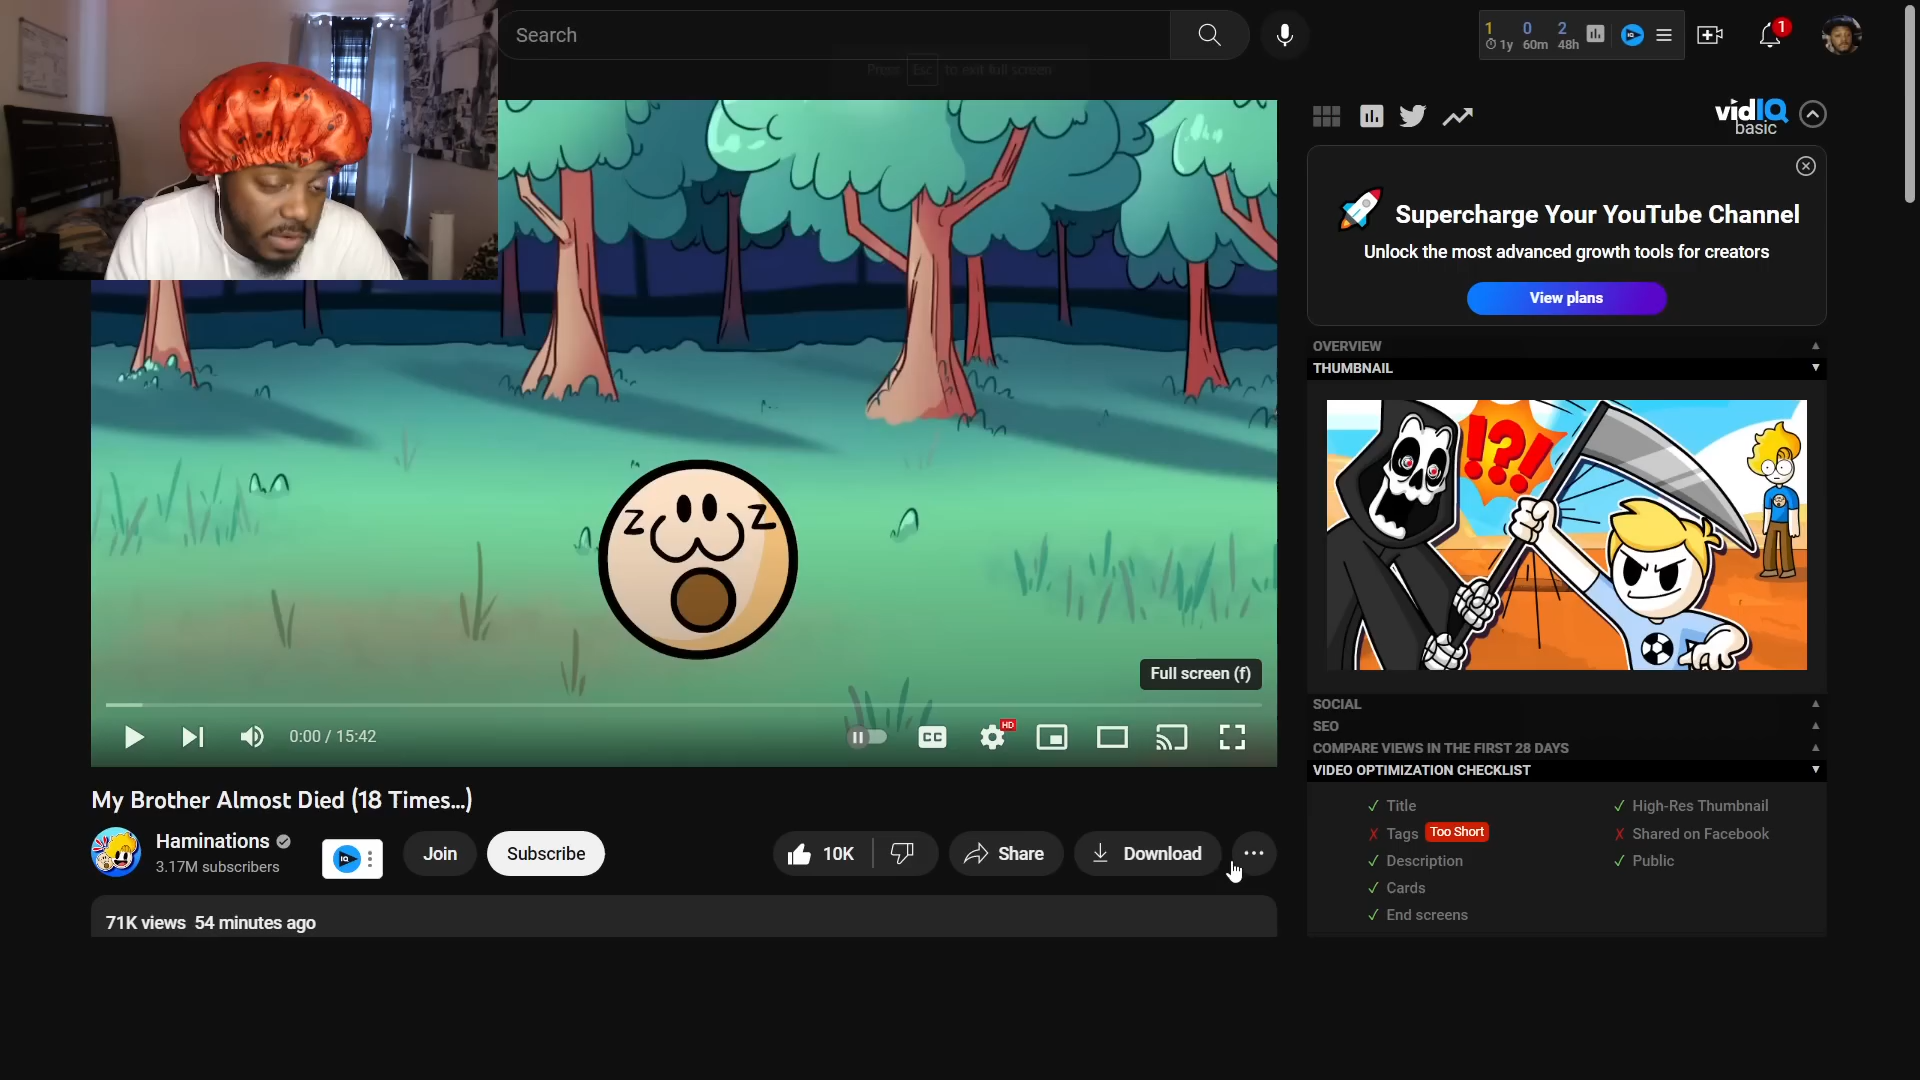 Search
1 0 2
1y 60m 48h
1
Press Esc to exit full screen
vidIQ
basic
Supercharge Your YouTube Channel
Unlock the most advanced growth tools for creators
View plans
OVERVIEW
THUMBNAIL
!?!
Z Z
Full screen (f)
0:00 / 15:42
CC
HD
SOCIAL
SEO
COMPARE VIEWS IN THE FIRST 28 DAYS
VIDEO OPTIMIZATION CHECKLIST
Title
High-Res Thumbnail
Tags Too Short
Shared on Facebook
Description
Public
Cards
End screens
My Brother Almost Died (18 Times...)
Haminations
3.17M subscribers
IQ
Join
Subscribe
10K
Share
Download
71K views 54 minutes ago